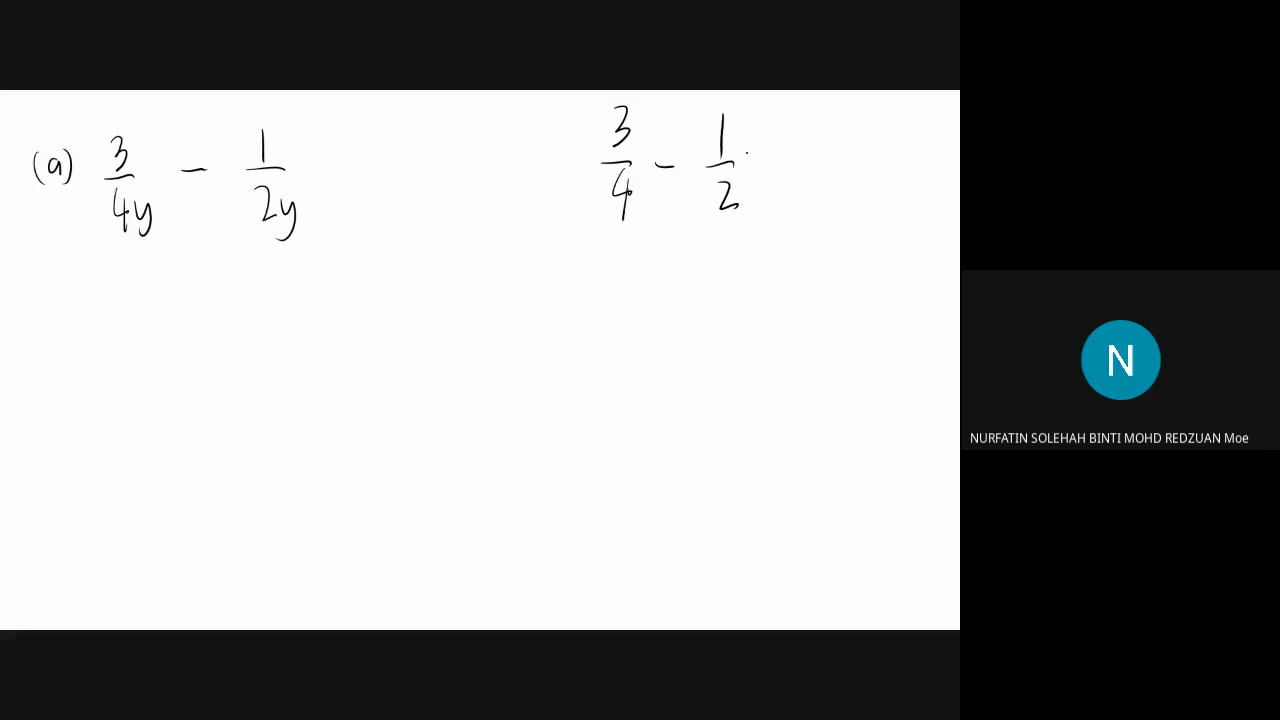 (a) 3/4y - 1/2y
3/4 - 1/2
N
NURFATIN SOLEHAH BINTI MOHD REDZUAN Moe